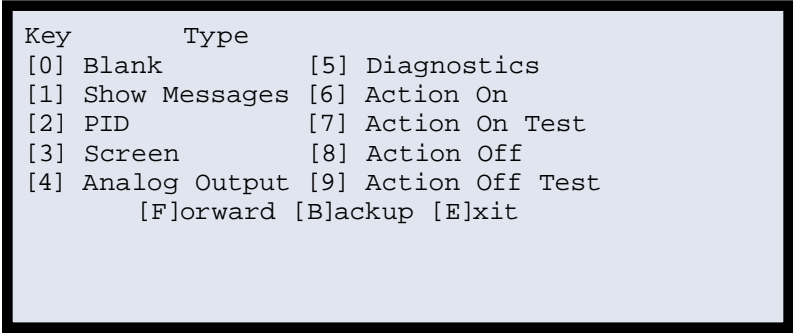 Key       Type
[0] Blank         [5] Diagnostics
[1] Show Messages [6] Action On
[2] PID           [7] Action On Test
[3] Screen        [8] Action Off
[4] Analog Output [9] Action Off Test
[F]orward [B]ackup [E]xit